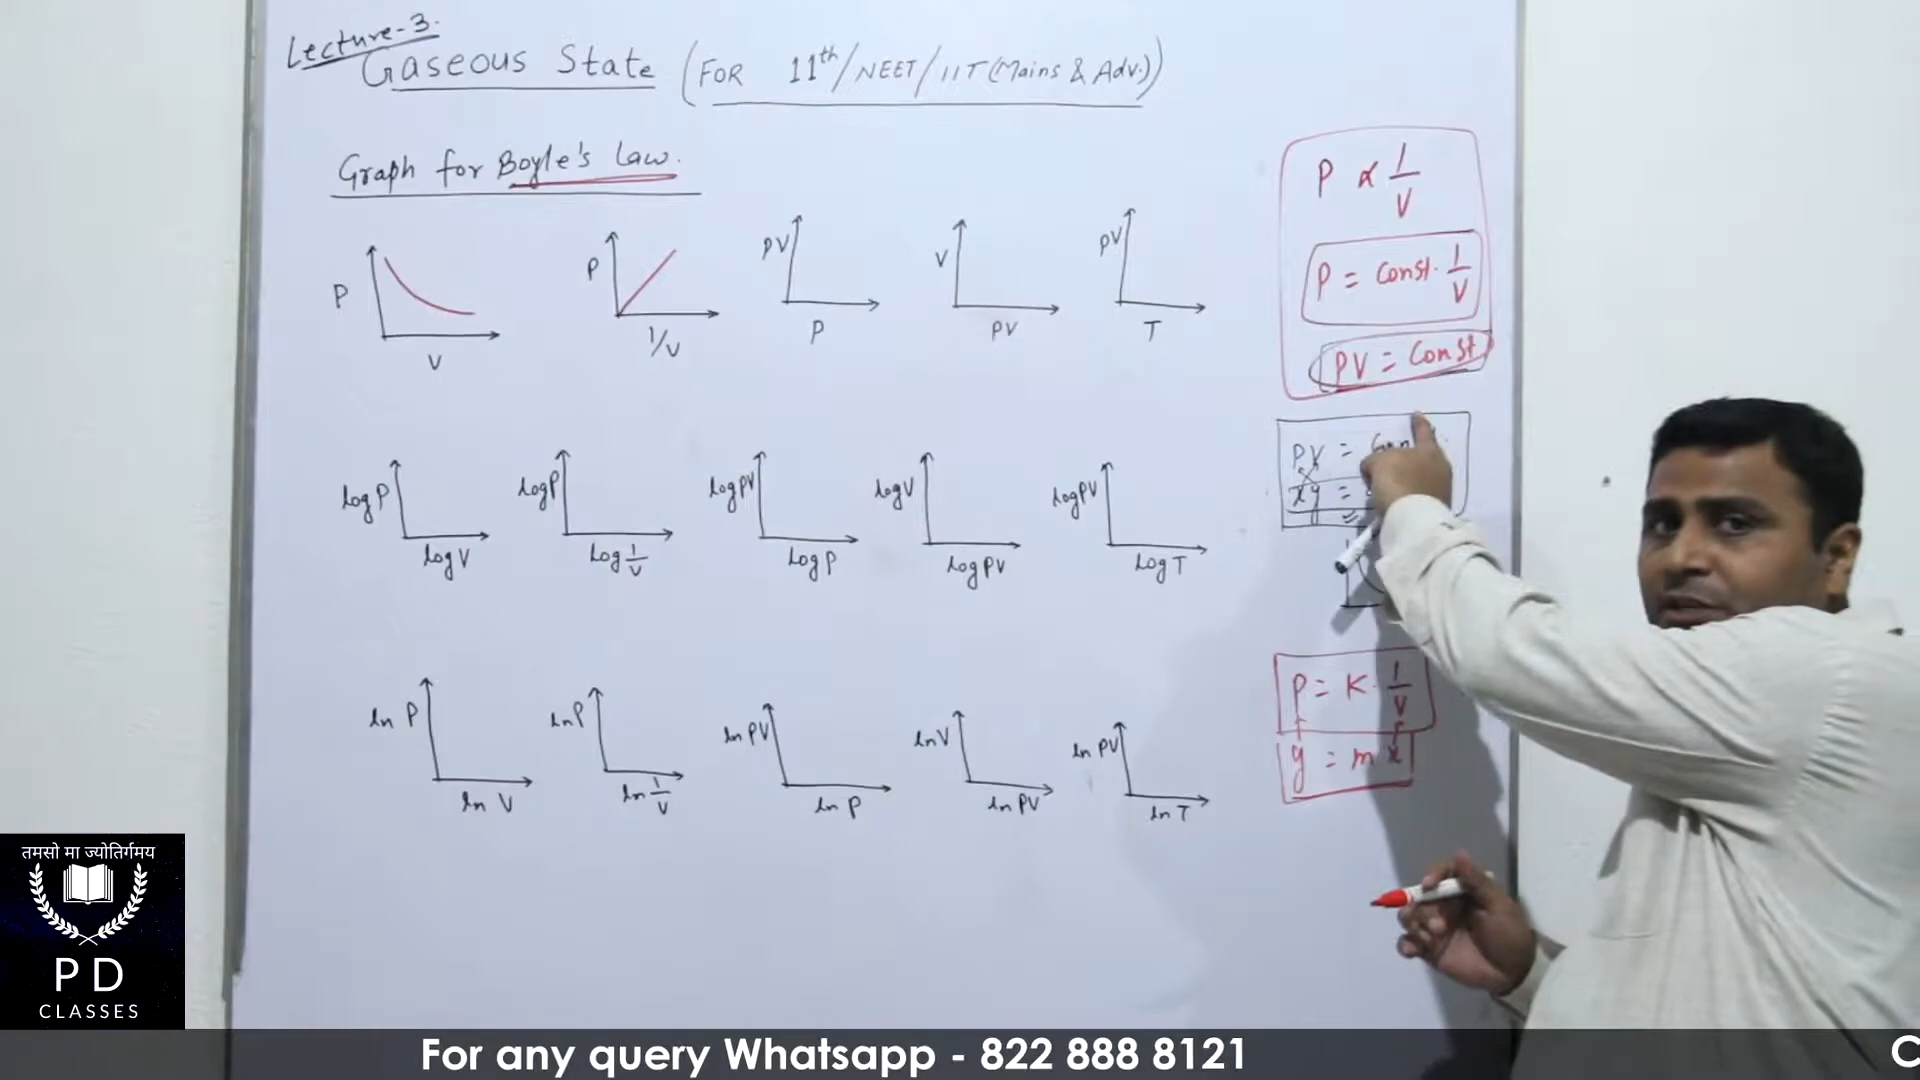 Lecture-3.
Gaseous State (FOR 11th/NEET/IIT(Mains & Adv.))
Graph for Boyle's Law.
P
V
P
1/V
PV
P
V
PV
PV
T
log P
log V
log P
log 1/V
log PV
log P
log V
log PV
log PV
log T
ln P
ln V
ln P
ln 1/V
ln PV
ln P
ln V
ln PV
ln PV
ln T
P ∝ 1/V
P = Const. 1/V
PV = Const
PV =
xy =
P = K. 1/V
y = m x
तमसो मा ज्योतिर्गमय
PD
CLASSES
For any query Whatsapp - 822 888 8121
C